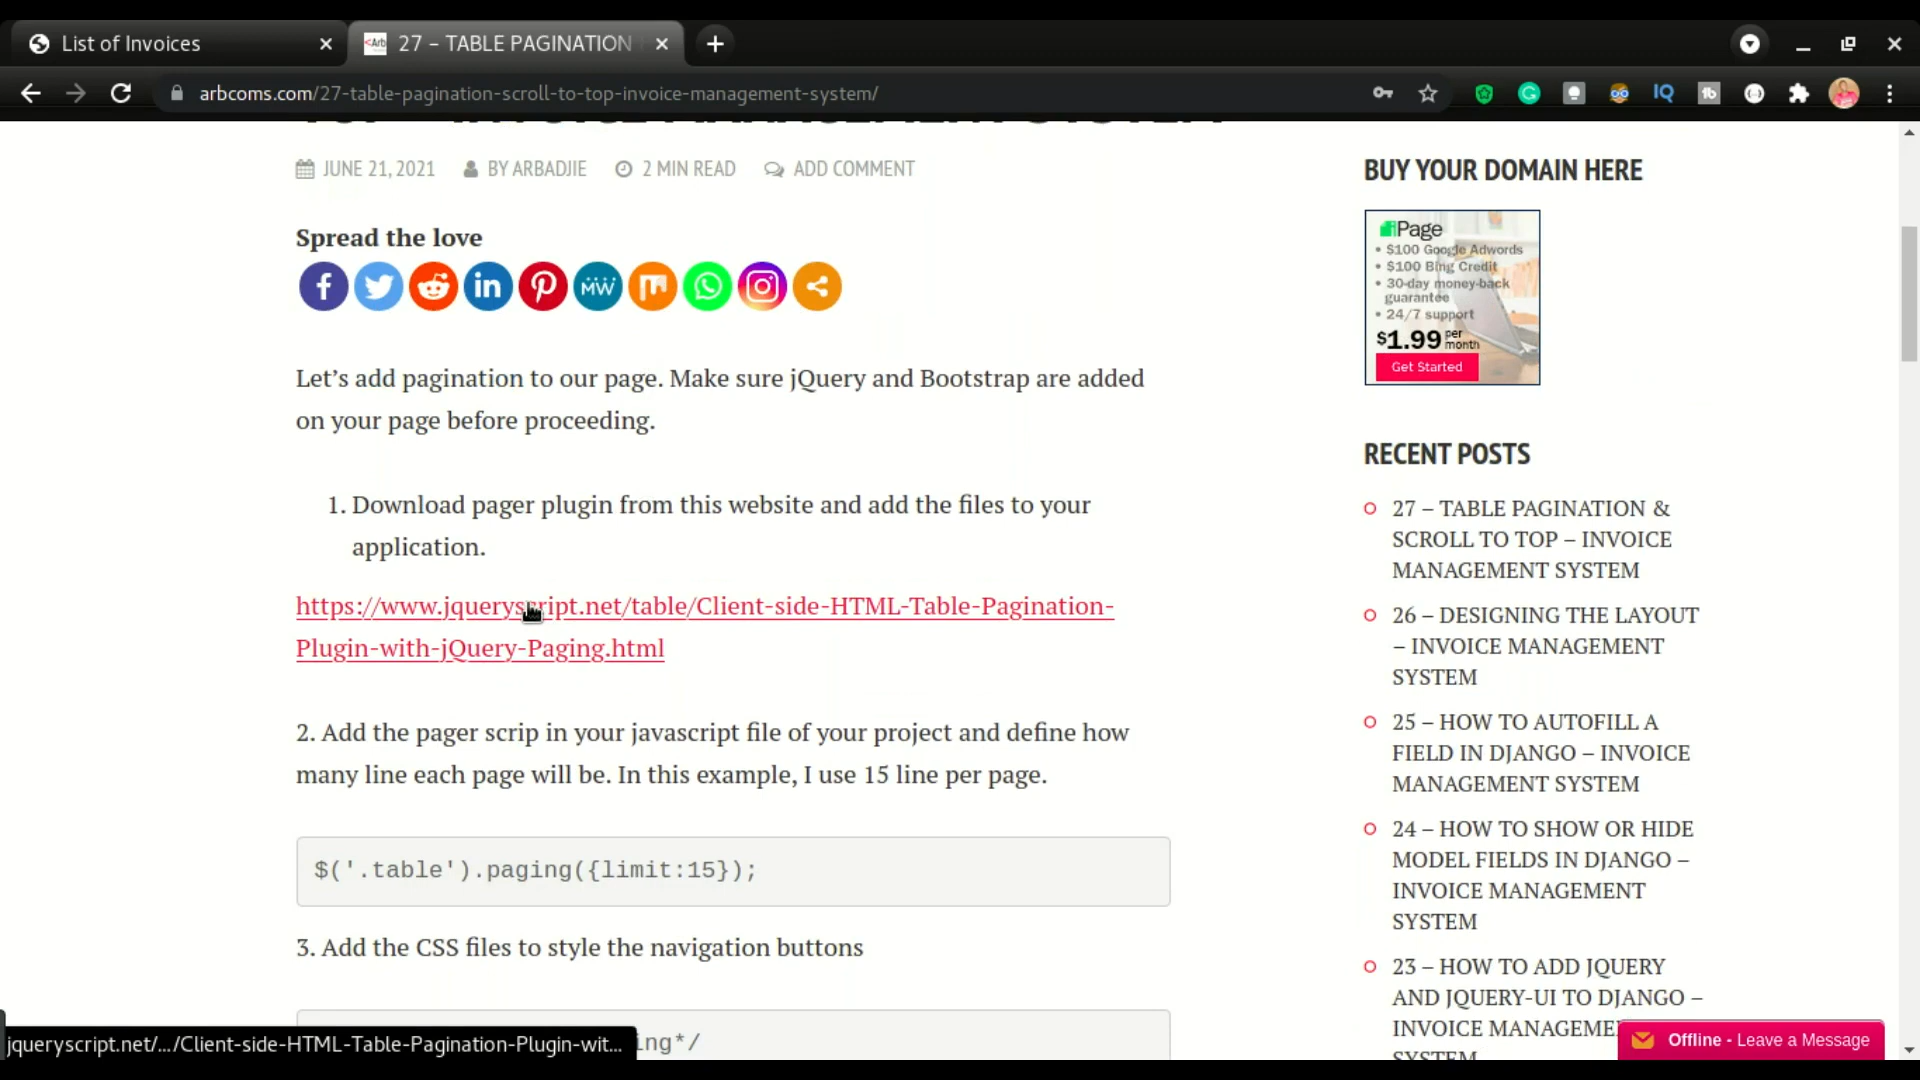 List of Invoices
27 – TABLE PAGINATION
arbcoms.com/27-table-pagination-scroll-to-top-invoice-management-system/
JUNE 21, 2021
BY ARBADJIE
2 MIN READ
ADD COMMENT
Spread the love
Let’s add pagination to our page. Make sure jQuery and Bootstrap are added
on your page before proceeding.
1. Download pager plugin from this website and add the files to your
application.
https://www.jqueryscript.net/table/Client-side-HTML-Table-Pagination-
Plugin-with-jQuery-Paging.html
2. Add the pager scrip in your javascript file of your project and define how
many line each page will be. In this example, I use 15 line per page.
$('.table').paging({limit:15});
3. Add the CSS files to style the navigation buttons
ing*/
jqueryscript.net/.../Client-side-HTML-Table-Pagination-Plugin-wit...
BUY YOUR DOMAIN HERE
iPage
• $100 Google Adwords
• $100 Bing Credit
• 30-day money-back
guarantee
• 24/7 support
$1.99 per month
Get Started
RECENT POSTS
27 – TABLE PAGINATION &
SCROLL TO TOP – INVOICE
MANAGEMENT SYSTEM
26 – DESIGNING THE LAYOUT
– INVOICE MANAGEMENT
SYSTEM
25 – HOW TO AUTOFILL A
FIELD IN DJANGO – INVOICE
MANAGEMENT SYSTEM
24 – HOW TO SHOW OR HIDE
MODEL FIELDS IN DJANGO –
INVOICE MANAGEMENT
SYSTEM
23 – HOW TO ADD JQUERY
AND JQUERY-UI TO DJANGO –
INVOICE MANAGEME
SYSTEM
Offline - Leave a Message